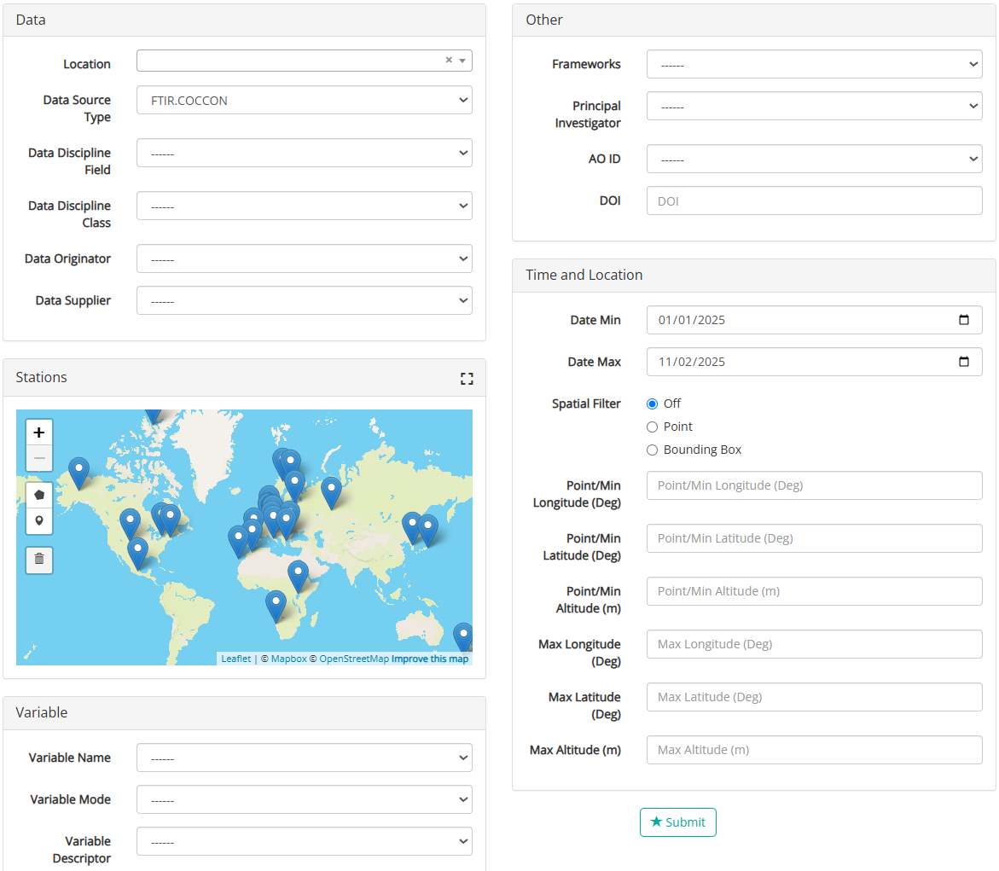 Data
Location
×
Data Source
Type
FTIR.COCCON
Data Discipline
Field
------
Data Discipline
Class
------
Data Originator
------
Data Supplier
------
Stations
+
−
Leaflet | © Mapbox © OpenStreetMap Improve this map
Variable
Variable Name
------
Variable Mode
------
Variable
Descriptor
------
Other
Frameworks
------
Principal
Investigator
------
AO ID
------
DOI
DOI
Time and Location
Date Min
01/01/2025
Date Max
11/02/2025
Spatial Filter
Off
Point
Bounding Box
Point/Min
Longitude (Deg)
Point/Min Longitude (Deg)
Point/Min
Latitude (Deg)
Point/Min Latitude (Deg)
Point/Min
Altitude (m)
Point/Min Altitude (m)
Max Longitude
(Deg)
Max Longitude (Deg)
Max Latitude
(Deg)
Max Latitude (Deg)
Max Altitude (m)
Max Altitude (m)
★ Submit